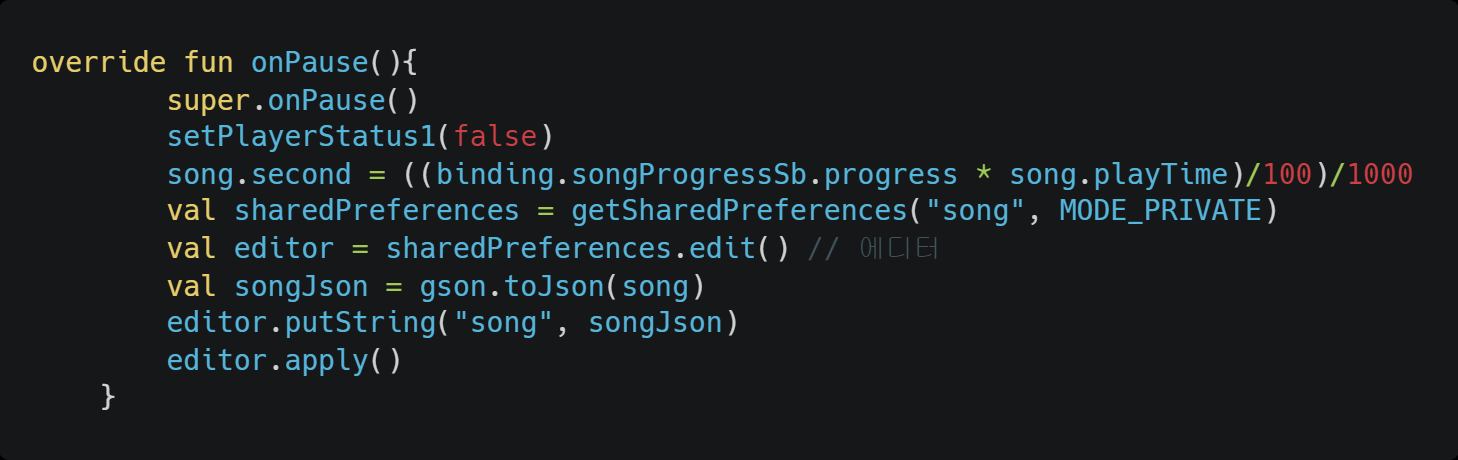 override fun onPause(){
super.onPause()
setPlayerStatus1(false)
song.second = ((binding.songProgressSb.progress * song.playTime)/100)/1000
val sharedPreferences = getSharedPreferences("song", MODE_PRIVATE)
val editor = sharedPreferences.edit() // 에디터
val songJson = gson.toJson(song)
editor.putString("song", songJson)
editor.apply()
}